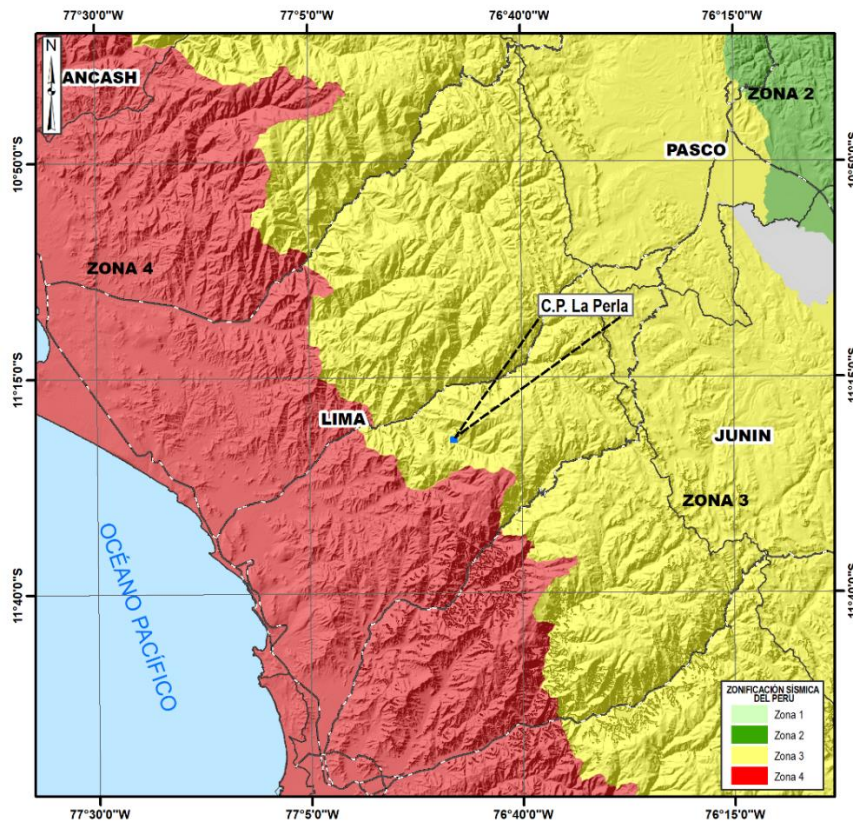 77°30'0"W
77°5'0"W
76°40'0"W
76°15'0"W
N
ANCASH
ZONA 2
PASCO
10°50'0"S
10°50'0"S
ZONA 4
C.P. La Perla
11°15'0"S
11°15'0"S
LIMA
JUNIN
ZONA 3
OCÉANO PACÍFICO
11°40'0"S
11°40'0"S
ZONIFICACIÓN SÍSMICA
DEL PERÚ
Zona 1
Zona 2
Zona 3
Zona 4
77°30'0"W
77°5'0"W
76°40'0"W
76°15'0"W